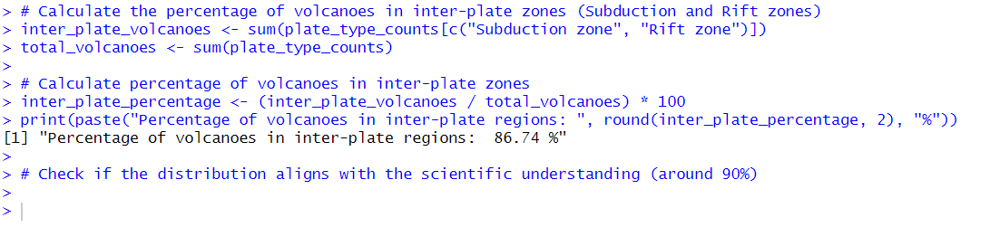 > # Calculate the percentage of volcanoes in inter-plate zones (Subduction and Rift zones)
> inter_plate_volcanoes <- sum(plate_type_counts[c("Subduction zone", "Rift zone")])
> total_volcanoes <- sum(plate_type_counts)
>
> # Calculate percentage of volcanoes in inter-plate zones
> inter_plate_percentage <- (inter_plate_volcanoes / total_volcanoes) * 100
> print(paste("Percentage of volcanoes in inter-plate regions: ", round(inter_plate_percentage, 2), "%"))
[1] "Percentage of volcanoes in inter-plate regions:  86.74 %"
>
> # Check if the distribution aligns with the scientific understanding (around 90%)
>
>